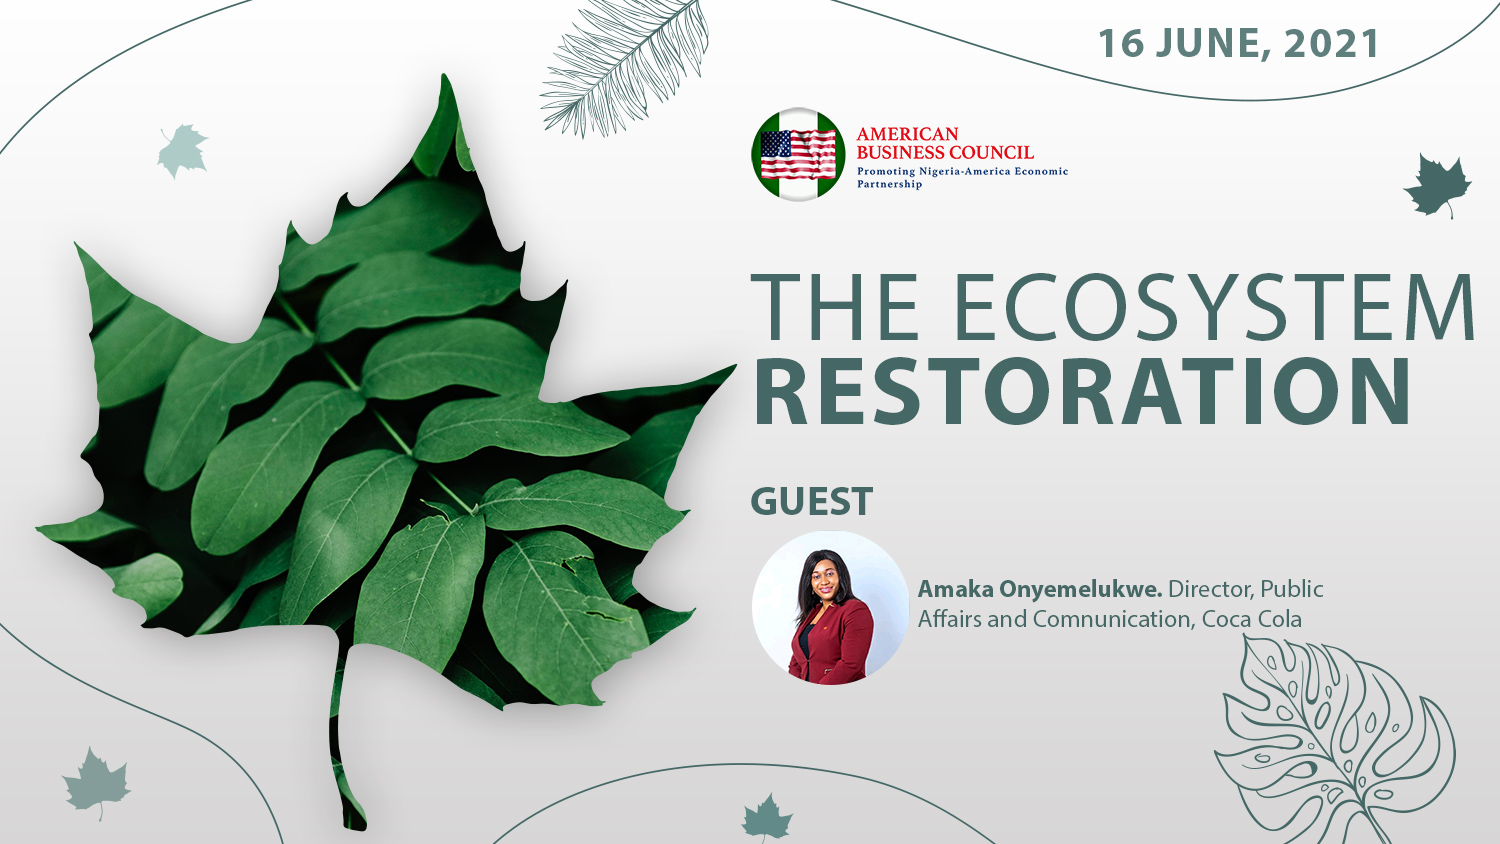 16 JUNE, 2021
AMERICAN
BUSINESS COUNCIL
Promoting Nigeria-America Economic
Partnership
THE ECOSYSTEM
RESTORATION
GUEST
Amaka Onyemelukwe. Director, Public
Affairs and Comnunication, Coca Cola